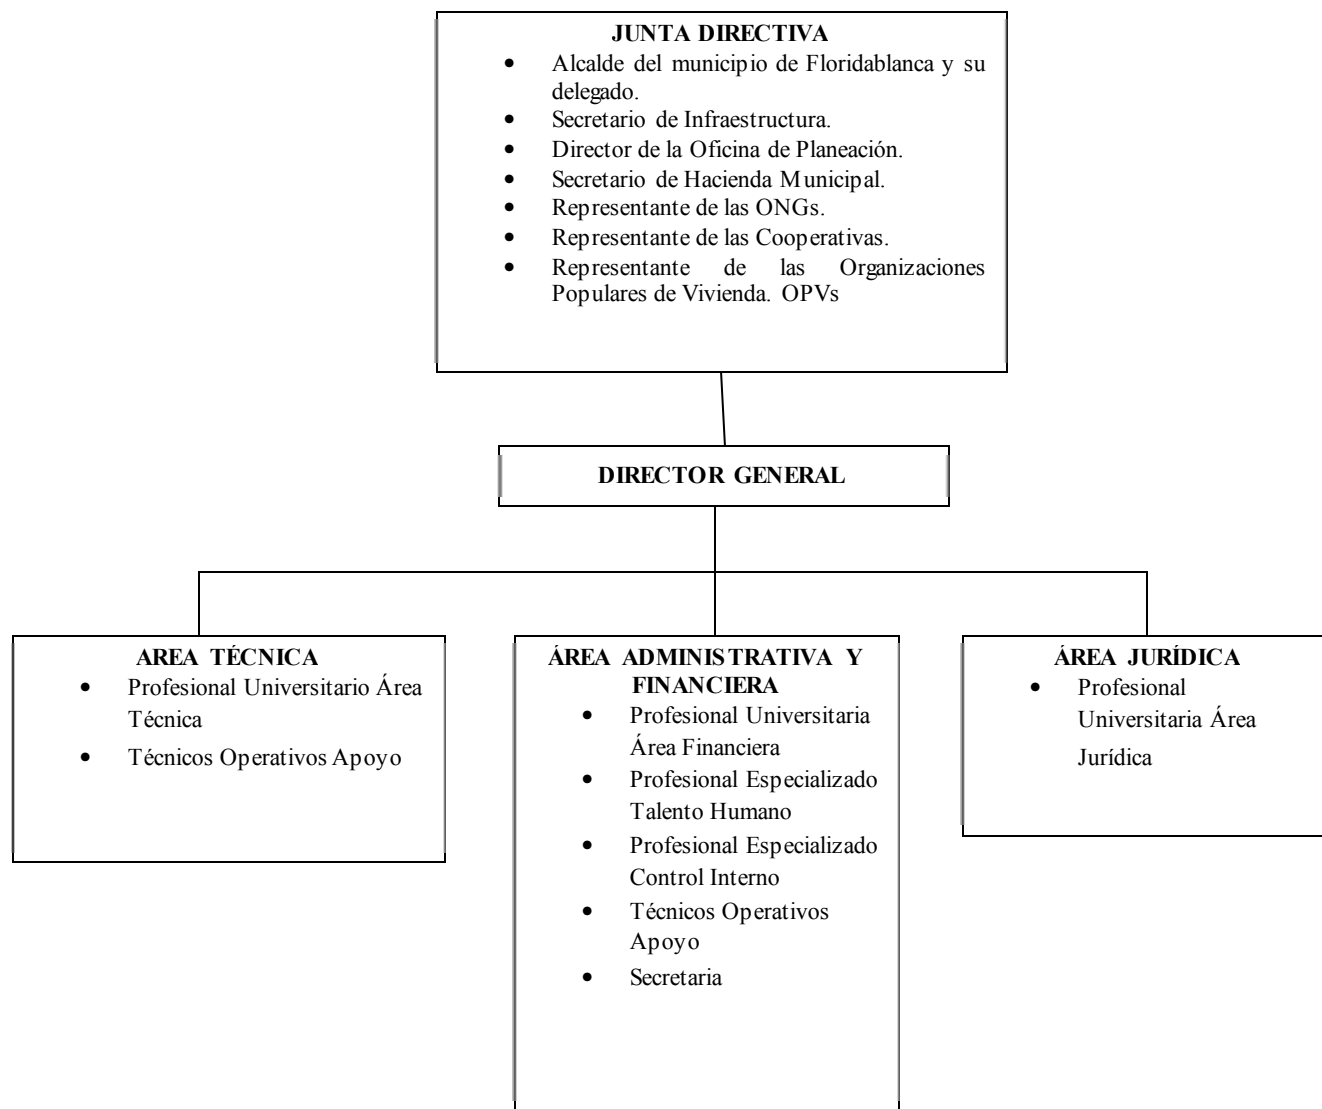 JUNTA DIRECTIVA
• Alcalde del municipio de Floridablanca y su
delegado.
• Secretario de Infraestructura.
• Director de la Oficina de Planeación.
• Secretario de Hacienda Municipal.
• Representante de las ONGs.
• Representante de las Cooperativas.
• Representante de las Organizaciones
Populares de Vivienda. OPVs
DIRECTOR GENERAL
AREA TÉCNICA
• Profesional Universitario Área
Técnica
• Técnicos Operativos Apoyo
ÁREA ADMINISTRATIVA Y
FINANCIERA
• Profesional Universitaria
Área Financiera
• Profesional Especializado
Talento Humano
• Profesional Especializado
Control Interno
• Técnicos Operativos
Apoyo
• Secretaria
ÁREA JURÍDICA
• Profesional
Universitaria Área
Jurídica